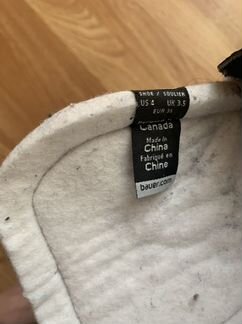 SHOE / SOULIER
US 4 UK 3.5
EUR 36
Canada
Made in
China
Fabriqué en
Chine
bauer.com